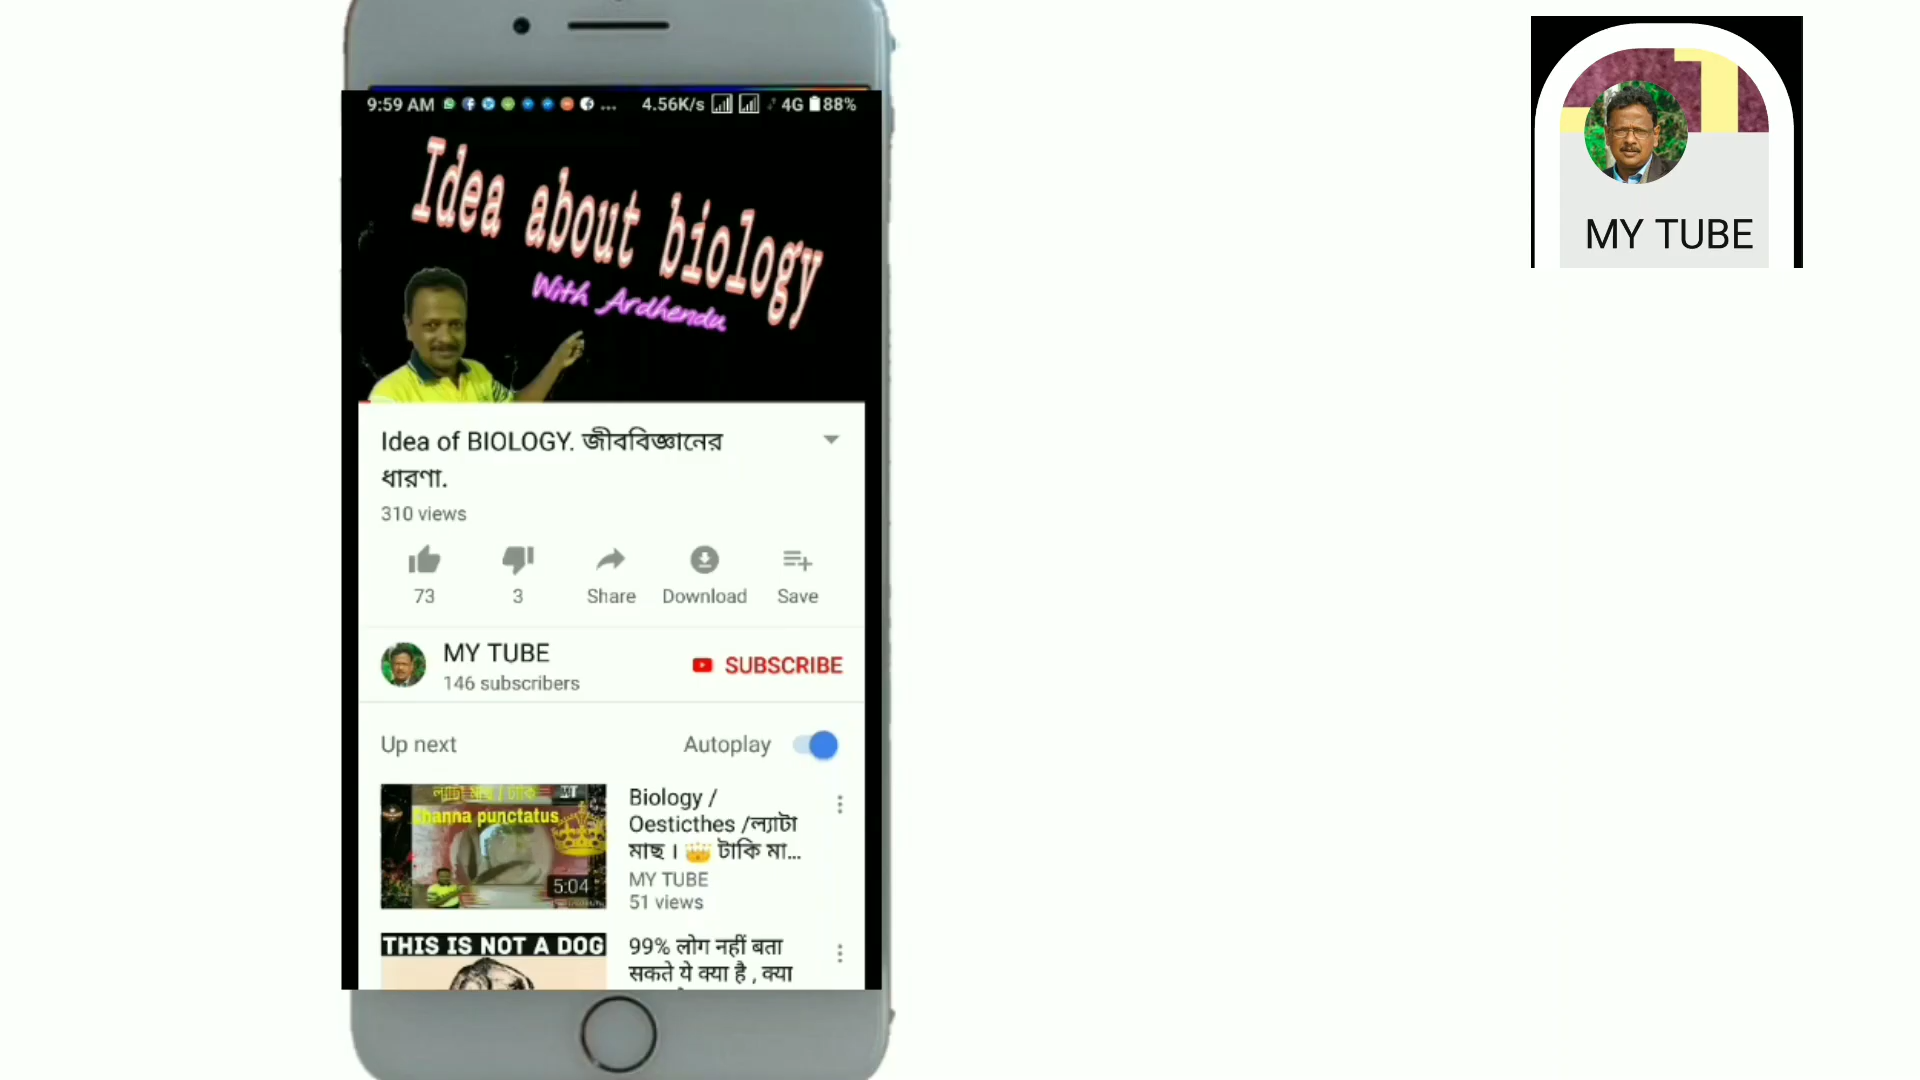 MY TUBE
9:59 AM ... 4.56K/s 4G 88%
Idea about biology
With Ardhendu
Idea of BIOLOGY. জীববিজ্ঞানের
ধারণা.
310 views
73 3 Share Download Save
MY TUBE
146 subscribers
SUBSCRIBE
Up next Autoplay
ল্যাটা মাছ / টাকি
Channa punctatus
5:04
Biology /
Oesticthes /ল্যাটা
মাছ । 👑 টাকি মা...
MY TUBE
51 views
THIS IS NOT A DOG
99% लोग नहीं बता
सकते ये क्या है , क्या